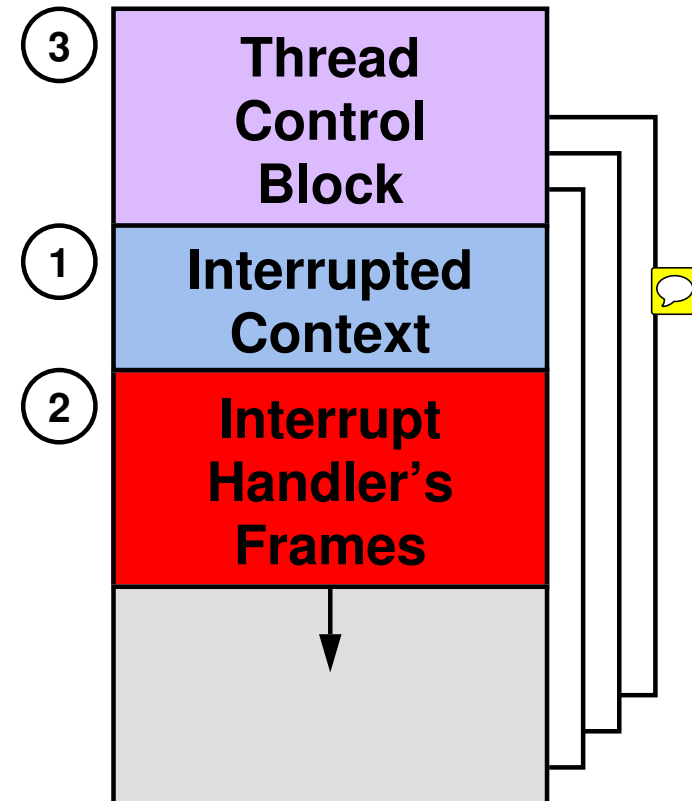 3
Thread
Control
Block
1
Interrupted
Context
2
Interrupt
Handler’s
Frames